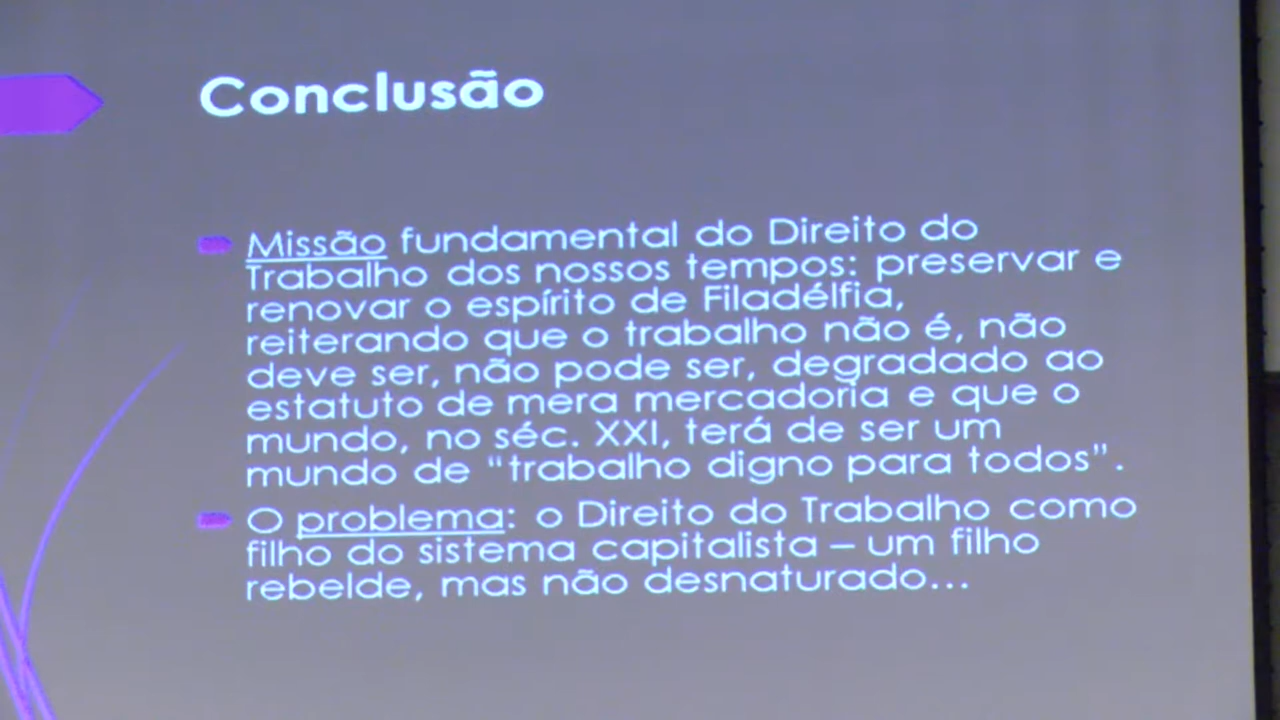 Conclusão
Missão fundamental do Direito do
Trabalho dos nossos tempos: preservar e
renovar o espírito de Filadélfia,
reiterando que o trabalho não é, não
deve ser, não pode ser, degradado ao
estatuto de mera mercadoria e que o
mundo, no séc. XXI, terá de ser um
mundo de "trabalho digno para todos".
O problema: o Direito do Trabalho como
filho do sistema capitalista – um filho
rebelde, mas não desnaturado...